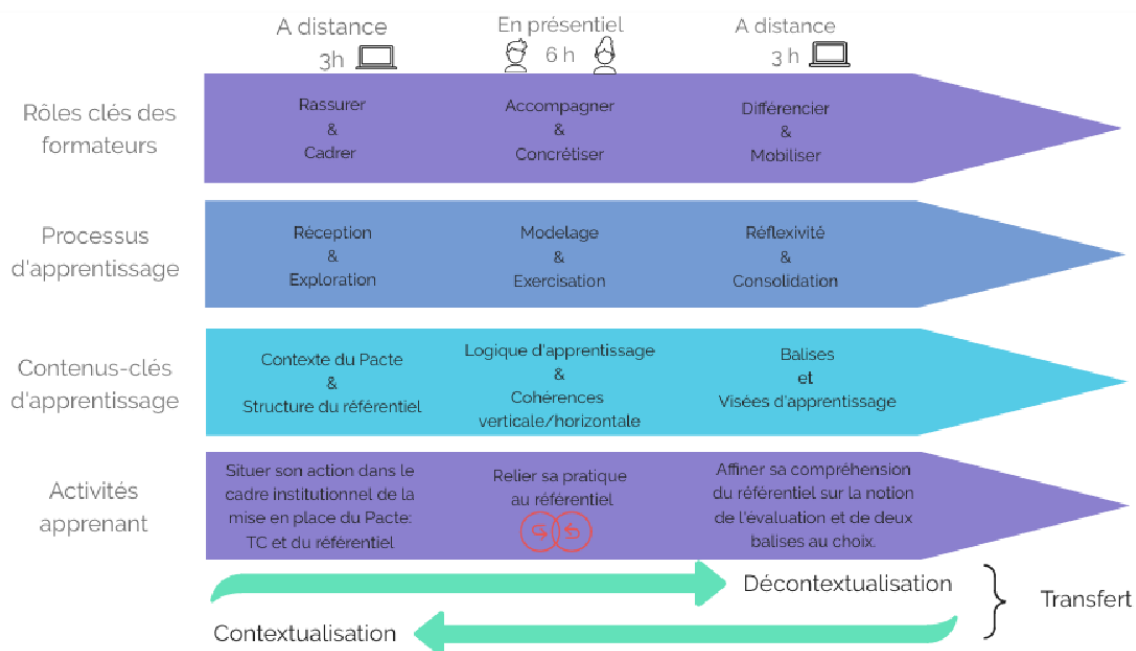 A distance
3h
En présentiel
6 h
A distance
3 h
Rôles clés des
formateurs
Rassurer
&
Cadrer
Accompagner
&
Concrétiser
Différencier
&
Mobiliser
Processus
d'apprentissage
Réception
&
Exploration
Modelage
&
Exercisation
Réflexivité
&
Consolidation
Contenus-clés
d'apprentissage
Contexte du Pacte
&
Structure du référentiel
Logique d'apprentissage
&
Cohérences
verticale/horizontale
Balises
et
Visées d'apprentissage
Activités
apprenant
Situer son action dans le
cadre institutionnel de la
mise en place du Pacte:
TC et du référentiel
Relier sa pratique
au référentiel
Affiner sa compréhension
du référentiel sur la notion
de l'évaluation et de deux
balises au choix.
Décontextualisation
Contextualisation
Transfert